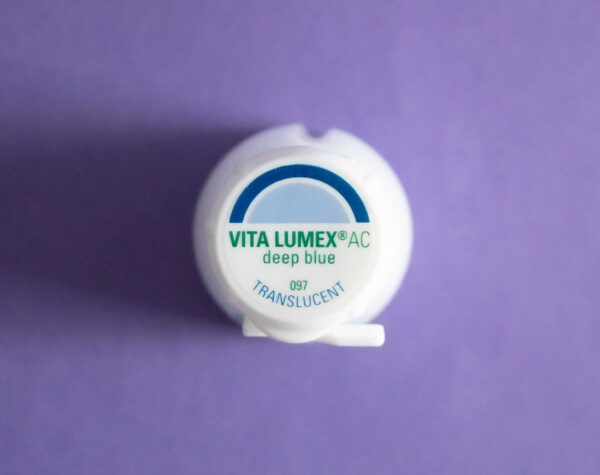 VITA LUMEX® AC
deep blue
097
TRANSLUCENT